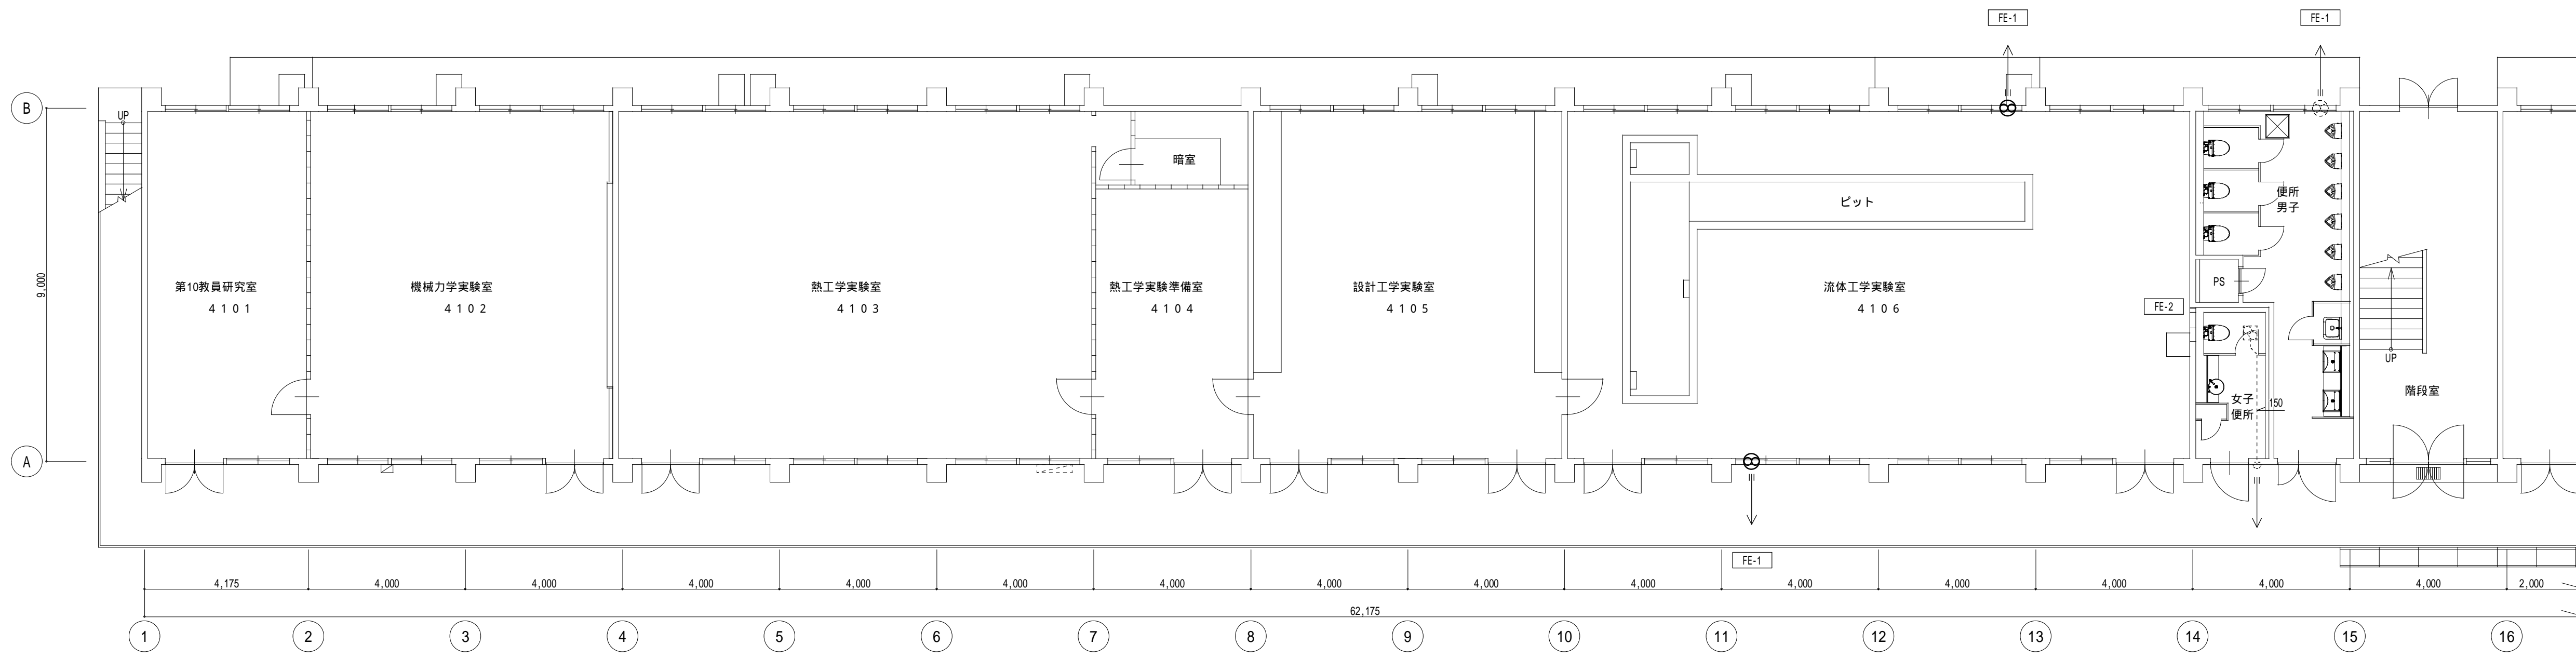 FE-1
FE-1
B
UP
暗室
ピット
便所
男子
9,000
第10教員研究室
4101
機械力学実験室
4102
熱工学実験室
4103
熱工学実験準備室
4104
設計工学実験室
4105
流体工学実験室
4106
PS
FE-2
UP
階段室
女子
便所
150
A
FE-1
4,175
4,000
4,000
4,000
4,000
4,000
4,000
4,000
4,000
4,000
4,000
4,000
4,000
4,000
4,000
2,000
62,175
1
2
3
4
5
6
7
8
9
10
11
12
13
14
15
16